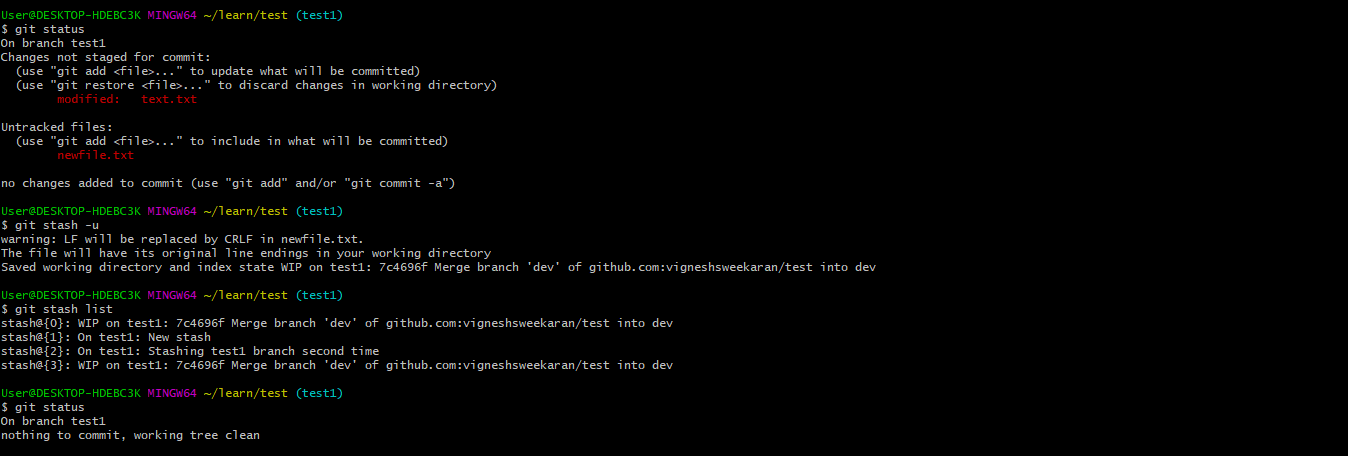 User@DESKTOP-HDEBC3K MINGW64 ~/learn/test (test1)
$ git status
On branch test1
Changes not staged for commit:
  (use "git add <file>..." to update what will be committed)
  (use "git restore <file>..." to discard changes in working directory)
        modified:   text.txt

Untracked files:
  (use "git add <file>..." to include in what will be committed)
        newfile.txt

no changes added to commit (use "git add" and/or "git commit -a")

User@DESKTOP-HDEBC3K MINGW64 ~/learn/test (test1)
$ git stash -u
warning: LF will be replaced by CRLF in newfile.txt.
The file will have its original line endings in your working directory
Saved working directory and index state WIP on test1: 7c4696f Merge branch 'dev' of github.com:vigneshsweekaran/test into dev

User@DESKTOP-HDEBC3K MINGW64 ~/learn/test (test1)
$ git stash list
stash@{0}: WIP on test1: 7c4696f Merge branch 'dev' of github.com:vigneshsweekaran/test into dev
stash@{1}: On test1: New stash
stash@{2}: On test1: Stashing test1 branch second time
stash@{3}: WIP on test1: 7c4696f Merge branch 'dev' of github.com:vigneshsweekaran/test into dev

User@DESKTOP-HDEBC3K MINGW64 ~/learn/test (test1)
$ git status
On branch test1
nothing to commit, working tree clean